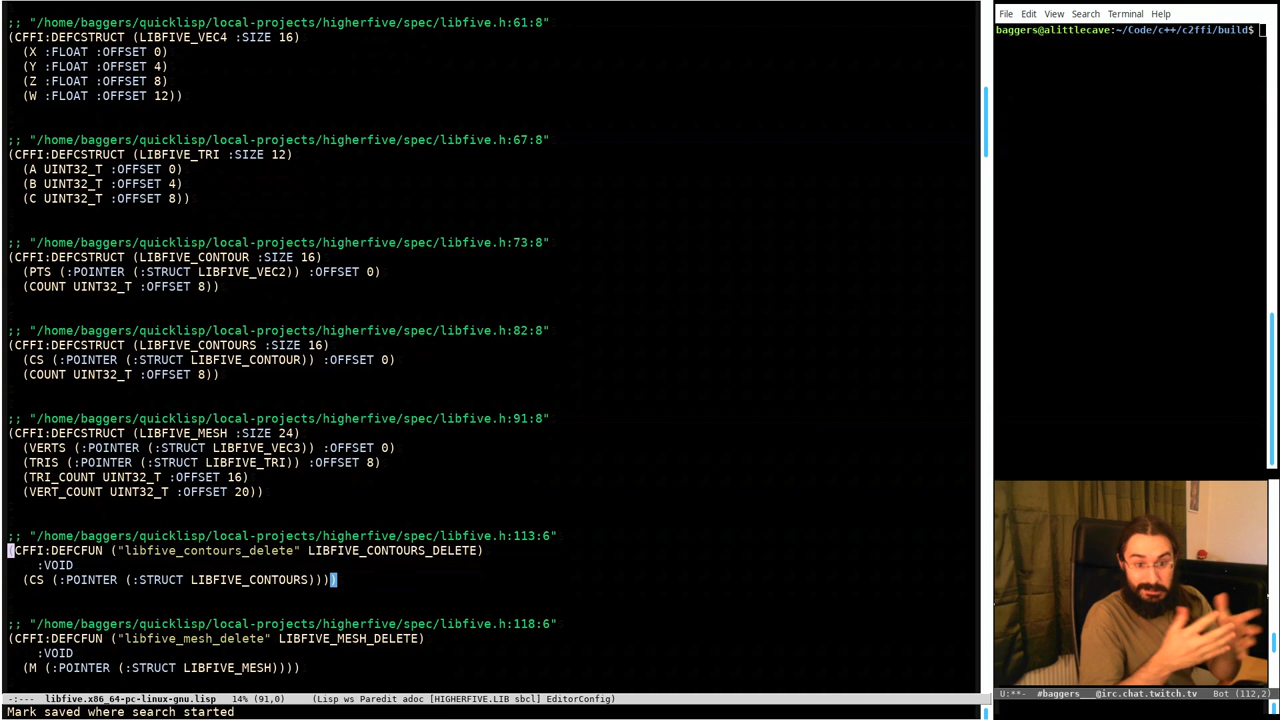 ;; "/home/baggers/quicklisp/local-projects/higherfive/spec/libfive.h:61:8"
(CFFI:DEFCSTRUCT (LIBFIVE_VEC4 :SIZE 16)
  (X :FLOAT :OFFSET 0)
  (Y :FLOAT :OFFSET 4)
  (Z :FLOAT :OFFSET 8)
  (W :FLOAT :OFFSET 12))
;; "/home/baggers/quicklisp/local-projects/higherfive/spec/libfive.h:67:8"
(CFFI:DEFCSTRUCT (LIBFIVE_TRI :SIZE 12)
  (A UINT32_T :OFFSET 0)
  (B UINT32_T :OFFSET 4)
  (C UINT32_T :OFFSET 8))
;; "/home/baggers/quicklisp/local-projects/higherfive/spec/libfive.h:73:8"
(CFFI:DEFCSTRUCT (LIBFIVE_CONTOUR :SIZE 16)
  (PTS (:POINTER (:STRUCT LIBFIVE_VEC2)) :OFFSET 0)
  (COUNT UINT32_T :OFFSET 8))
;; "/home/baggers/quicklisp/local-projects/higherfive/spec/libfive.h:82:8"
(CFFI:DEFCSTRUCT (LIBFIVE_CONTOURS :SIZE 16)
  (CS (:POINTER (:STRUCT LIBFIVE_CONTOUR)) :OFFSET 0)
  (COUNT UINT32_T :OFFSET 8))
;; "/home/baggers/quicklisp/local-projects/higherfive/spec/libfive.h:91:8"
(CFFI:DEFCSTRUCT (LIBFIVE_MESH :SIZE 24)
  (VERTS (:POINTER (:STRUCT LIBFIVE_VEC3)) :OFFSET 0)
  (TRIS (:POINTER (:STRUCT LIBFIVE_TRI)) :OFFSET 8)
  (TRI_COUNT UINT32_T :OFFSET 16)
  (VERT_COUNT UINT32_T :OFFSET 20))
;; "/home/baggers/quicklisp/local-projects/higherfive/spec/libfive.h:113:6"
(CFFI:DEFCFUN ("libfive_contours_delete" LIBFIVE_CONTOURS_DELETE)
    :VOID
  (CS (:POINTER (:STRUCT LIBFIVE_CONTOURS))))
;; "/home/baggers/quicklisp/local-projects/higherfive/spec/libfive.h:118:6"
(CFFI:DEFCFUN ("libfive_mesh_delete" LIBFIVE_MESH_DELETE)
    :VOID
  (M (:POINTER (:STRUCT LIBFIVE_MESH))))
-:---  libfive.x86_64-pc-linux-gnu.lisp   14% (91,0)     (Lisp ws Paredit adoc [HIGHERFIVE.LIB sbcl] EditorConfig)
Mark saved where search started
File Edit View Search Terminal Help
baggers@alittlecave:~/Code/c++/c2ffi/build$
U:**-  #baggers___@irc.chat.twitch.tv   Bot (112,2)